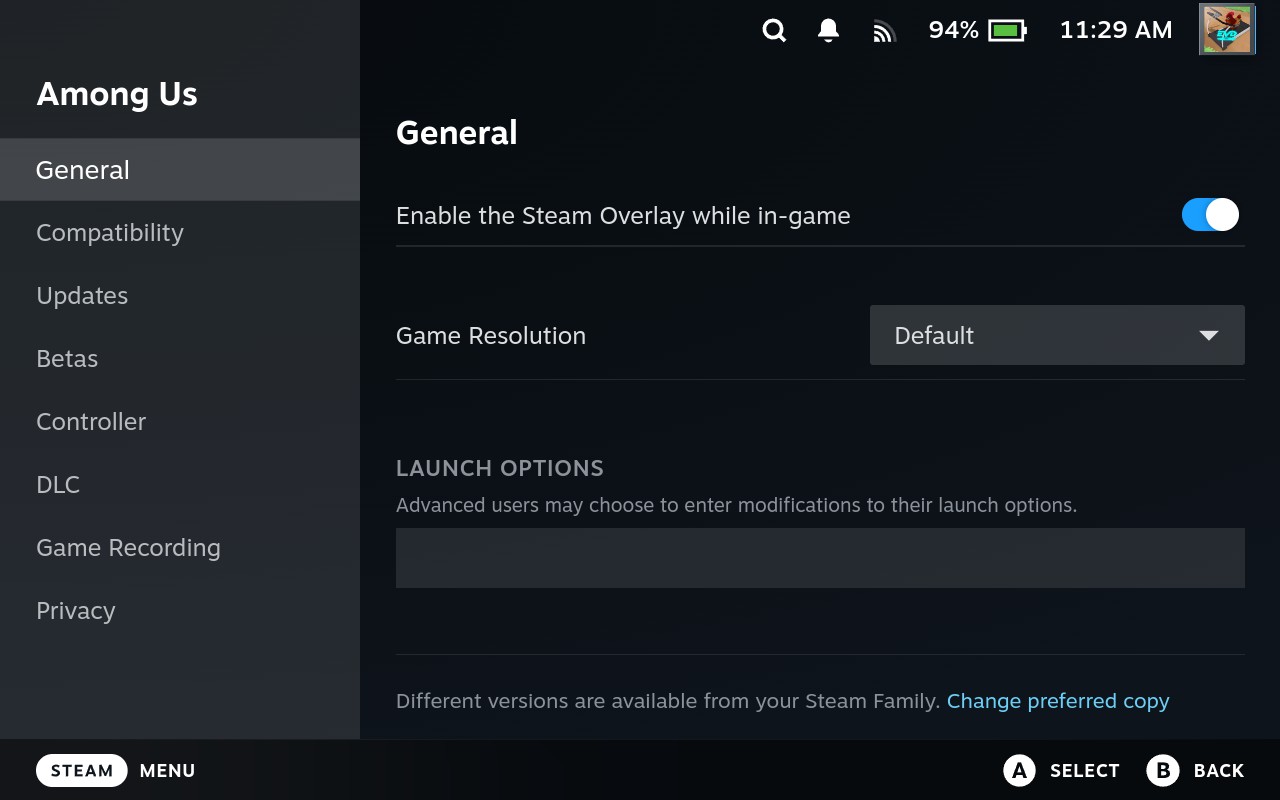 94%
11:29 AM
Among Us
General
Compatibility
Updates
Betas
Controller
DLC
Game Recording
Privacy
General
Enable the Steam Overlay while in-game
Game Resolution
Default
LAUNCH OPTIONS
Advanced users may choose to enter modifications to their launch options.
Different versions are available from your Steam Family. Change preferred copy
STEAM MENU
A SELECT B BACK